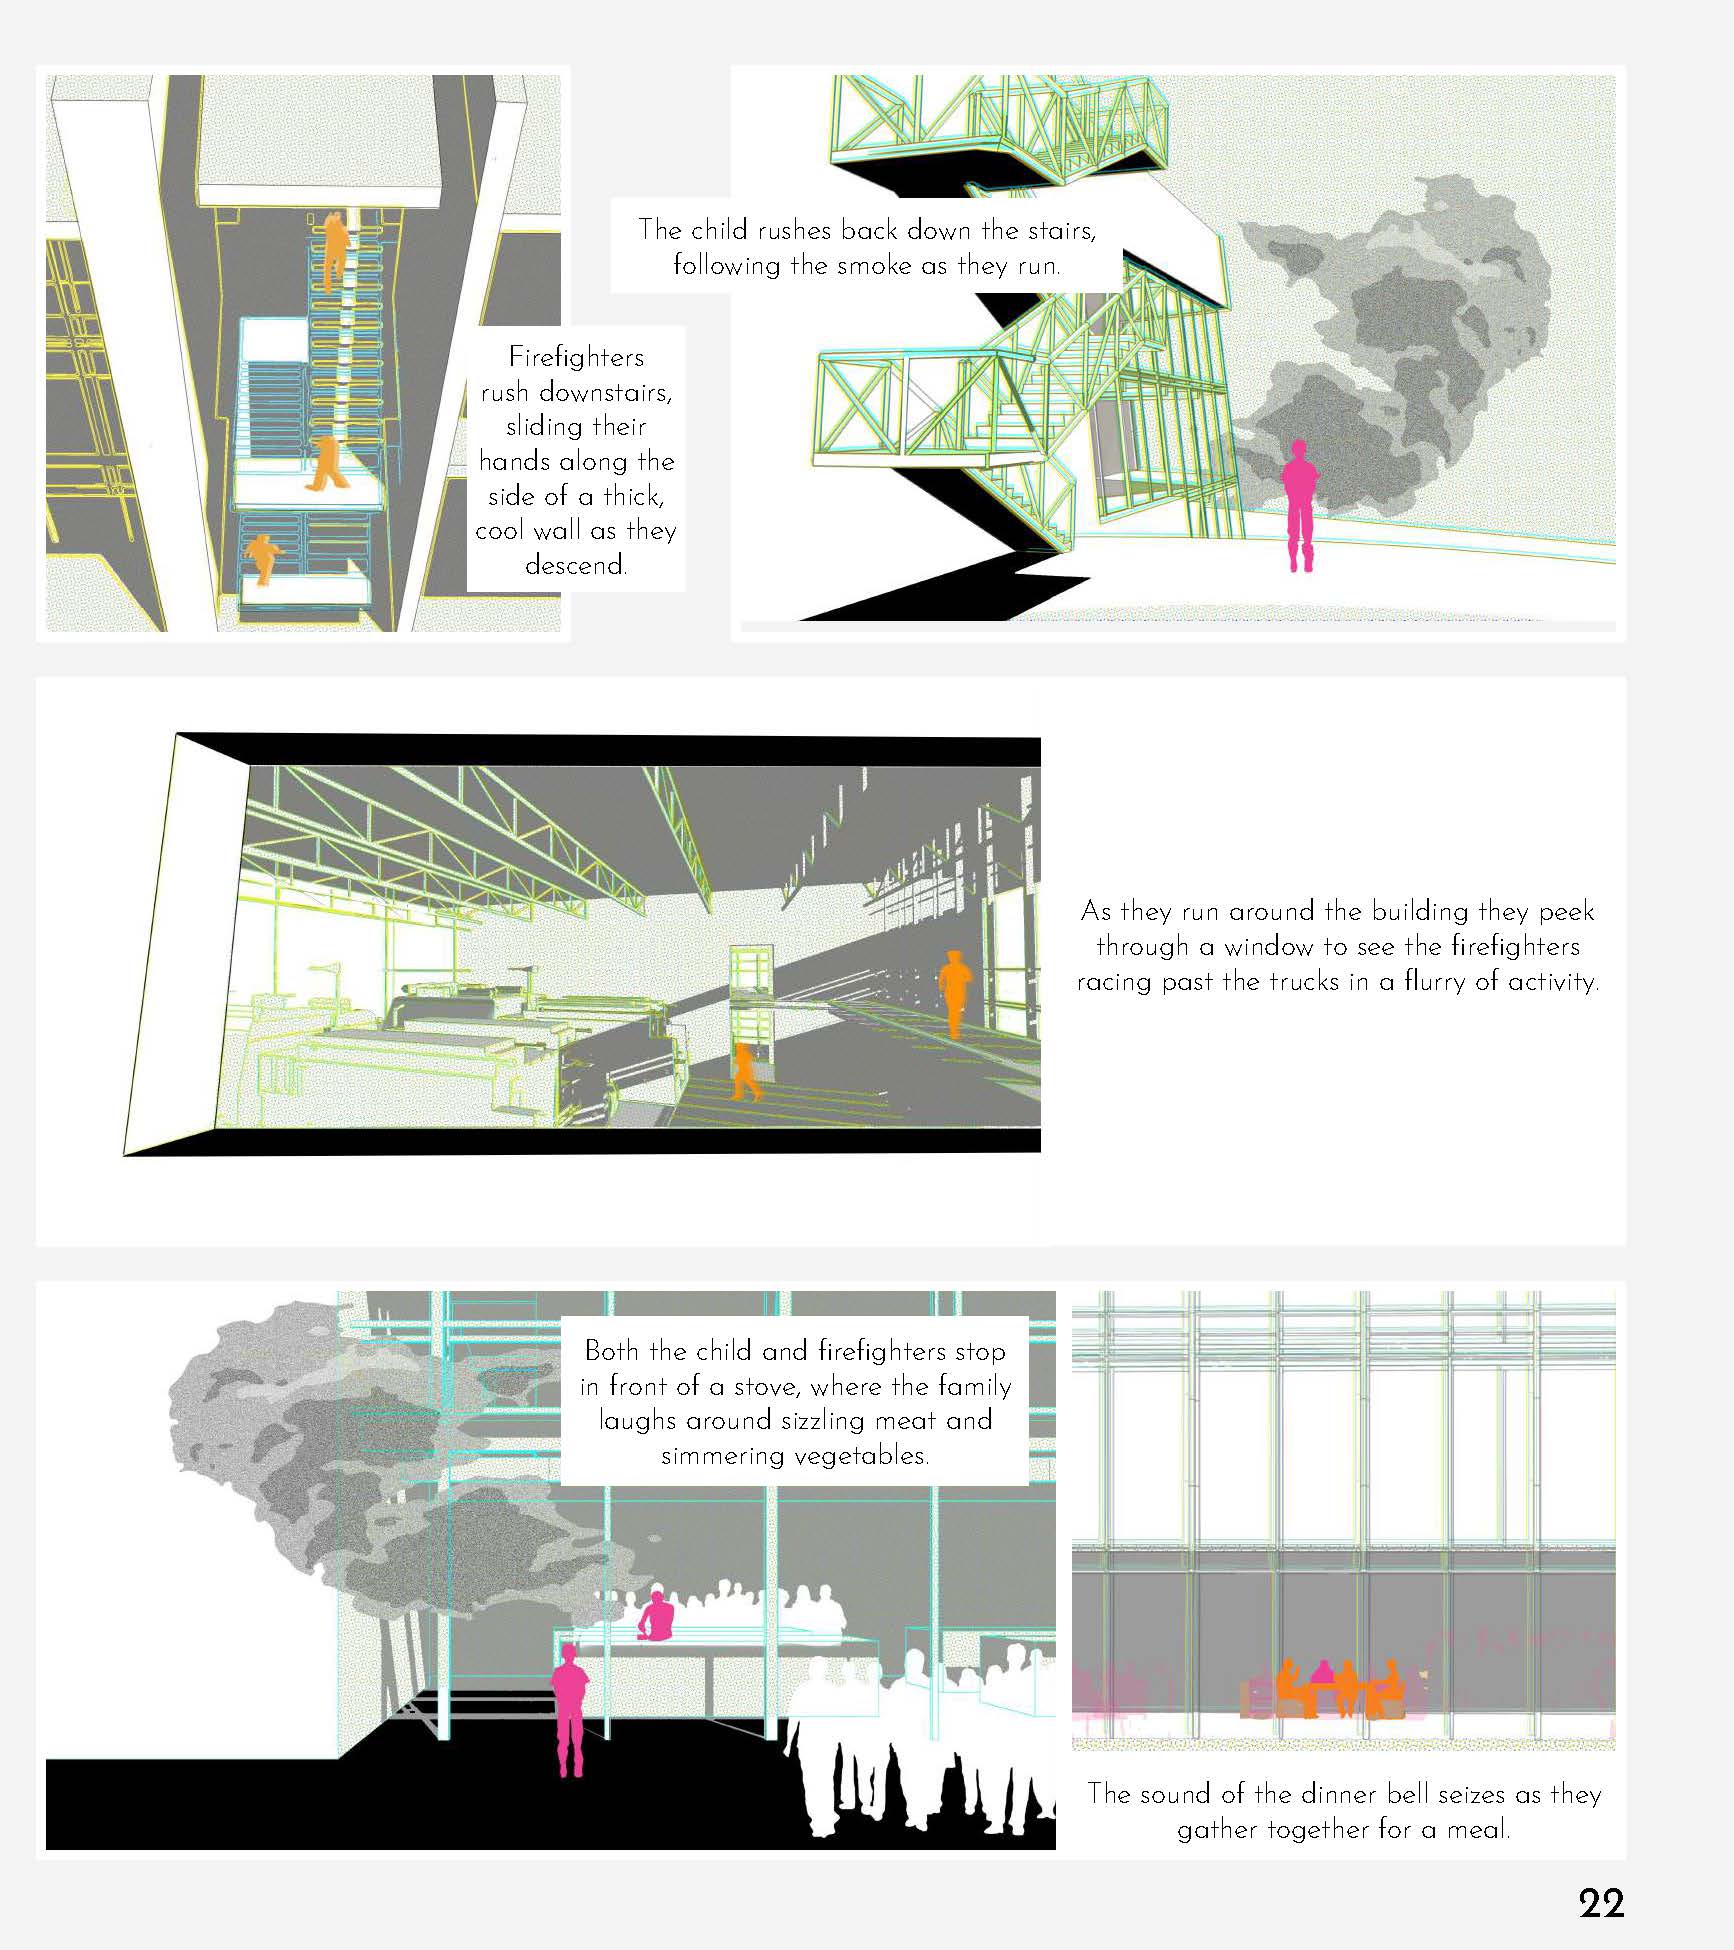 Firefighters
rush downstairs,
sliding their
hands along the
side of a thick,
cool wall as they
descend.
The child rushes back down the stairs,
following the smoke as they run.
As they run around the building they peek
through a window to see the firefighters
racing past the trucks in a flurry of activity.
Both the child and firefighters stop
in front of a stove, where the family
laughs around sizzling meat and
simmering vegetables.
The sound of the dinner bell seizes as they
gather together for a meal.
22